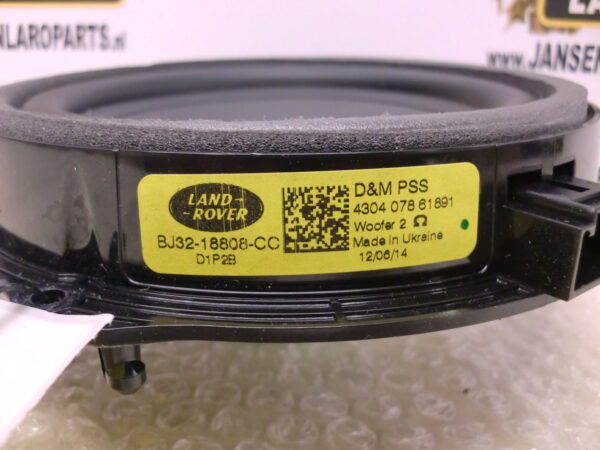 NLAROPARTS.nl
JANSEN
LAND-
-ROVER
BJ32-18808-CC
D1P2B
D&M PSS
4304 078 61891
Woofer 2 Ω
Made in Ukraine
12/06/14